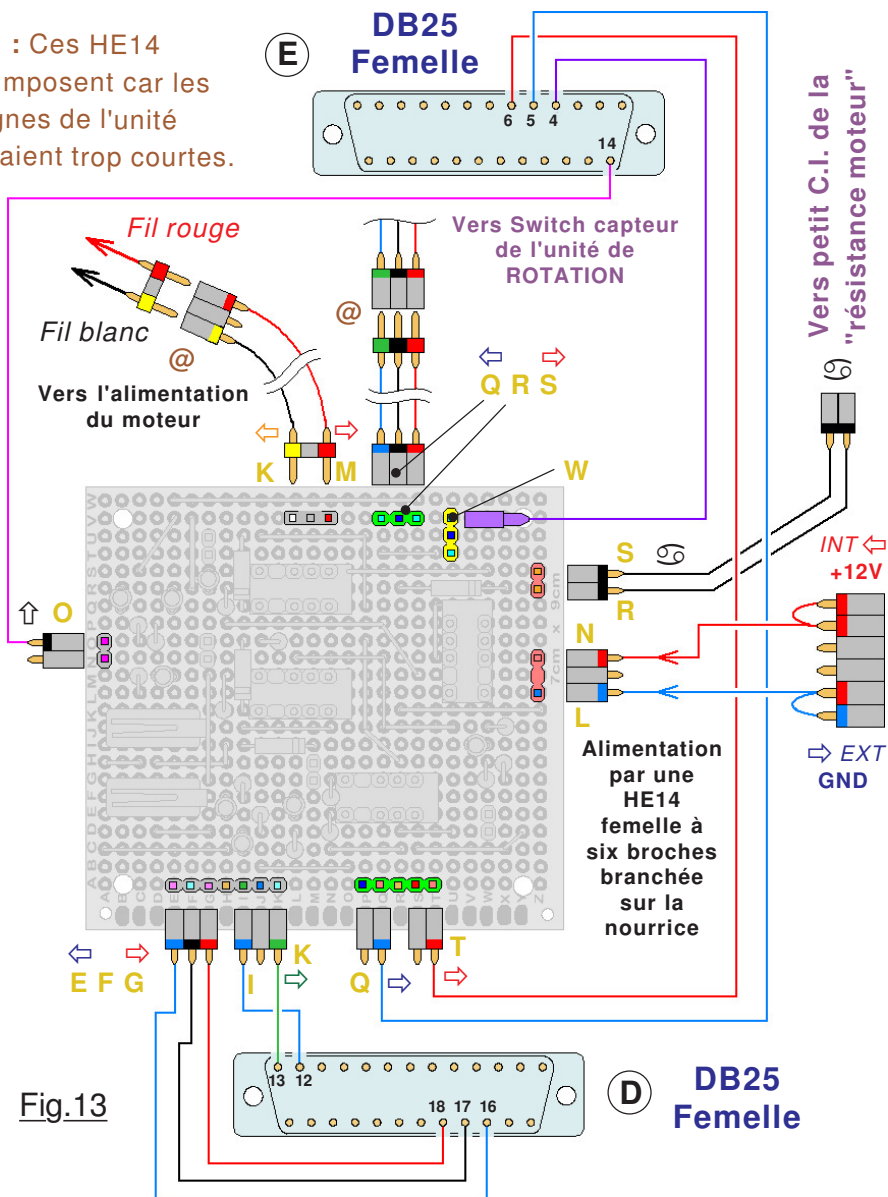 : Ces HE14
mposent car les
gnes de l'unité
aient trop courtes.
E
DB25
Femelle
6 5 4
14
Fil rouge
Fil blanc
@
Vers l'alimentation
du moteur
Vers Switch capteur
de l'unité de
ROTATION
@
Q R S
Vers petit C.I. de la
"résistance moteur"
K M
W
O
S
R
INT
+12V
N
L
7cm x 9cm
EXT
GND
Alimentation
par une
HE14
femelle à
six broches
branchée
sur la
nourrice
A B C D E F G H I J K L M N O P Q R S T U V W
A B D E F G I K L M N O P Q R S T U V W X Y Z
E F G
I
K
Q
T
13 12
18 17 16
D
DB25
Femelle
Fig.13